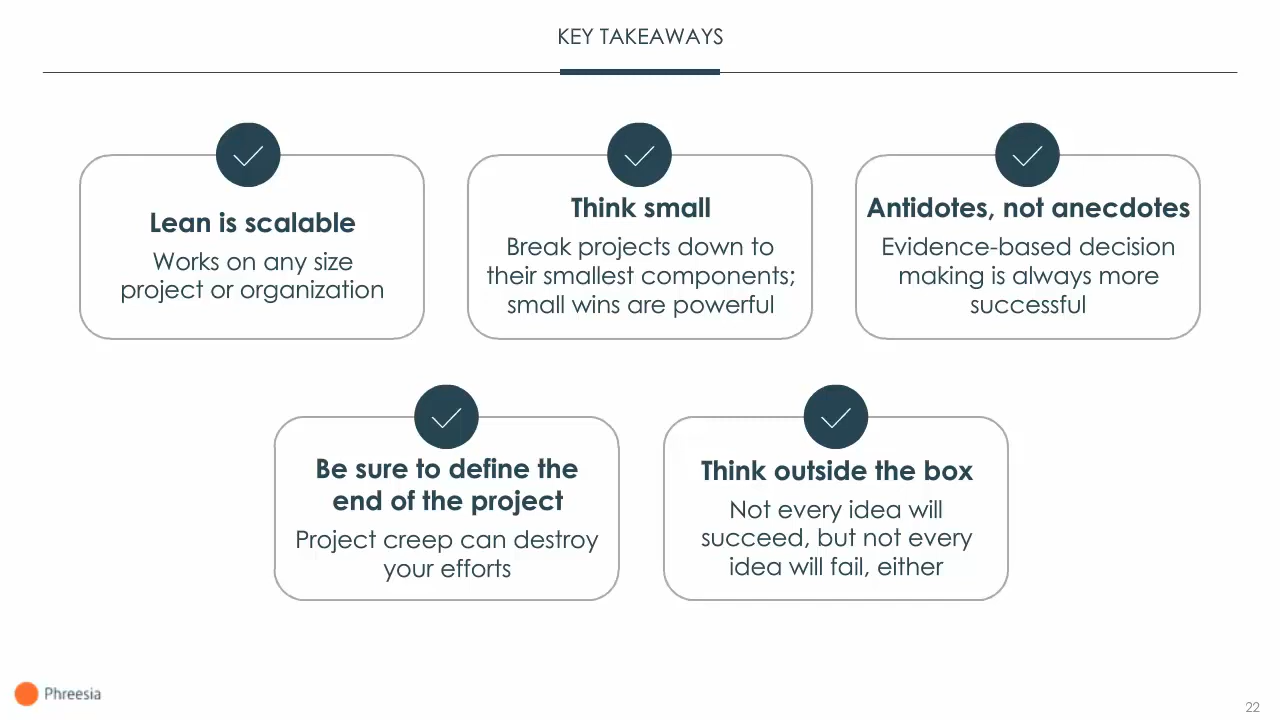 KEY TAKEAWAYS
Lean is scalable
Works on any size
project or organization
Think small
Break projects down to
their smallest components;
small wins are powerful
Antidotes, not anecdotes
Evidence-based decision
making is always more
successful
Be sure to define the
end of the project
Project creep can destroy
your efforts
Think outside the box
Not every idea will
succeed, but not every
idea will fail, either
Phreesia
22